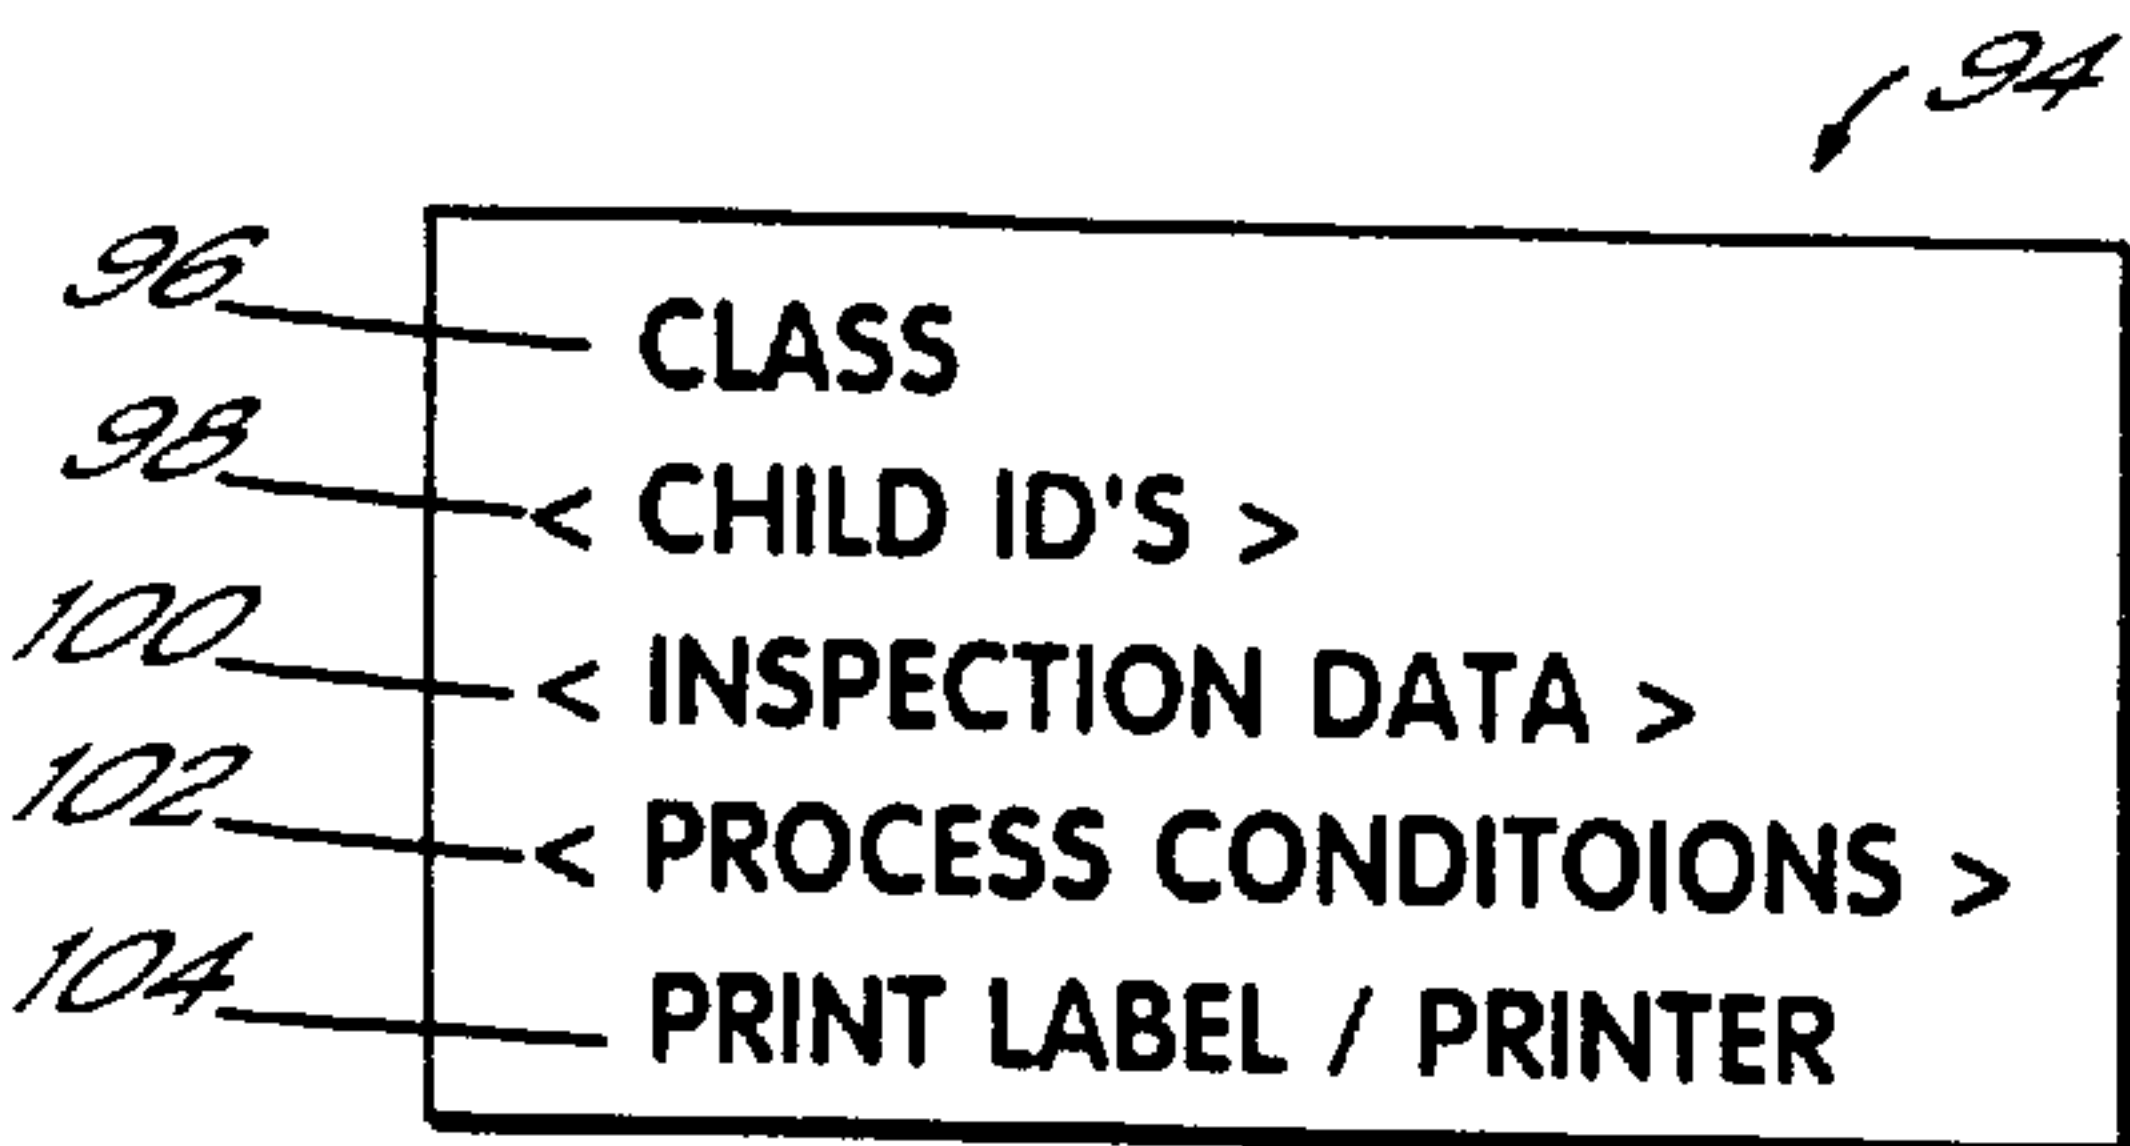 94
96 CLASS
98 < CHILD ID'S >
100 < INSPECTION DATA >
102 < PROCESS CONDITOIONS >
104 PRINT LABEL / PRINTER